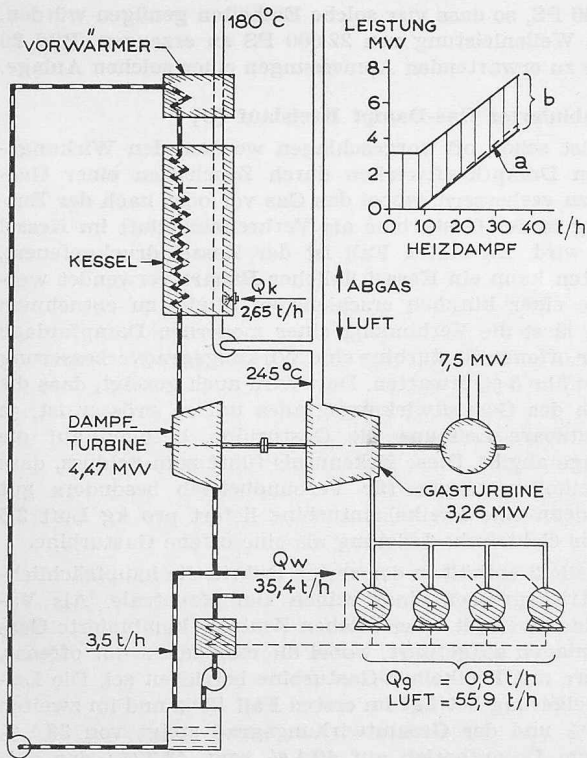 180°C
VORWÄRMER
LEISTUNG
MW
8
6
4
2
0
0 10 20 30 40 t/h
HEIZDAMPF
b
a
KESSEL
Qk
2,65 t/h
ABGAS
LUFT
245°C
7,5 MW
DAMPF–
TURBINE
4,47 MW
GASTURBINE
3,26 MW
Qw
35,4 t/h
3,5 t/h
Qg = 0,8 t/h
LUFT = 55,9 t/h